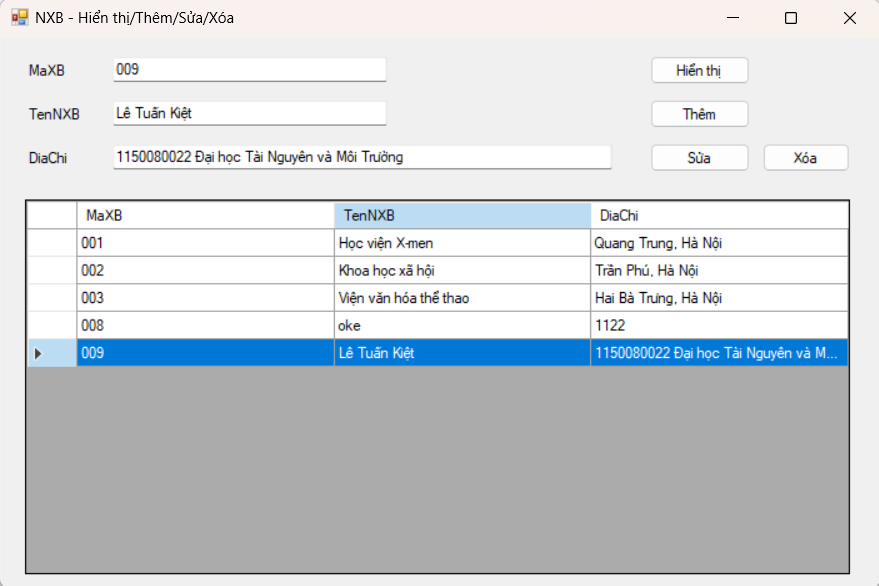 NXB - Hiển thị/Thêm/Sửa/Xóa
MaXB 009 Hiển thị
TenNXB Lê Tuấn Kiệt Thêm
DiaChi 1150080022 Đại học Tài Nguyên và Môi Trường Sửa Xóa
MaXB TenNXB DiaChi
001 Học viện X-men Quang Trung, Hà Nội
002 Khoa học xã hội Trần Phú, Hà Nội
003 Viện văn hóa thể thao Hai Bà Trưng, Hà Nội
008 oke 1122
009 Lê Tuấn Kiệt 1150080022 Đại học Tài Nguyên và M...